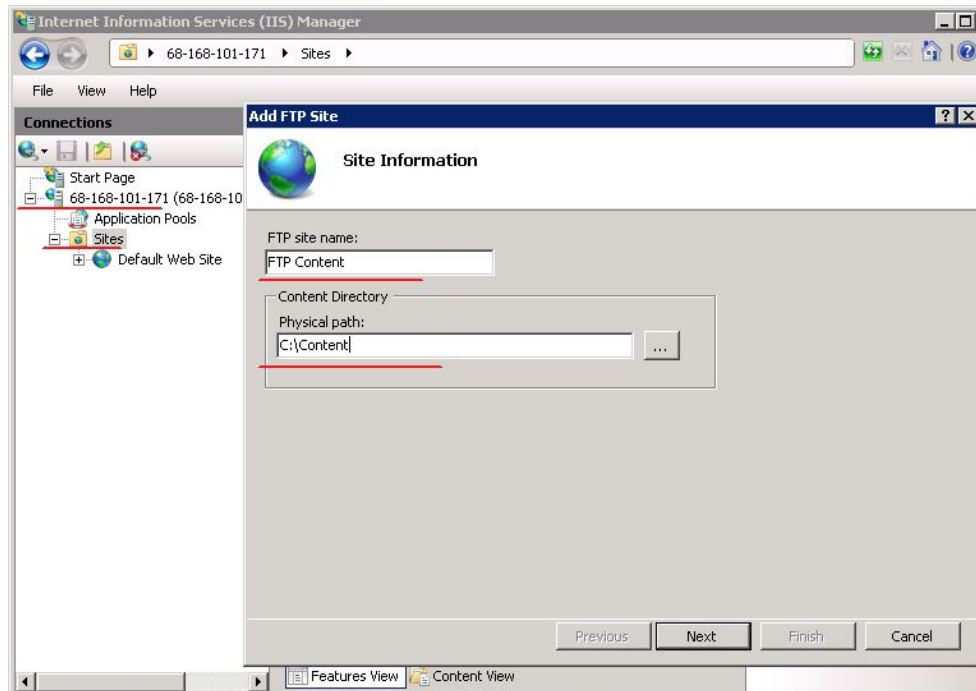 Internet Information Services (IIS) Manager
68-168-101-171 Sites
File View Help
Connections
Start Page
68-168-101-171 (68-168-10
Application Pools
Sites
Default Web Site
Add FTP Site
Site Information
FTP site name:
FTP Content
Content Directory
Physical path:
C:\Content
...
Previous Next Finish Cancel
Features View Content View